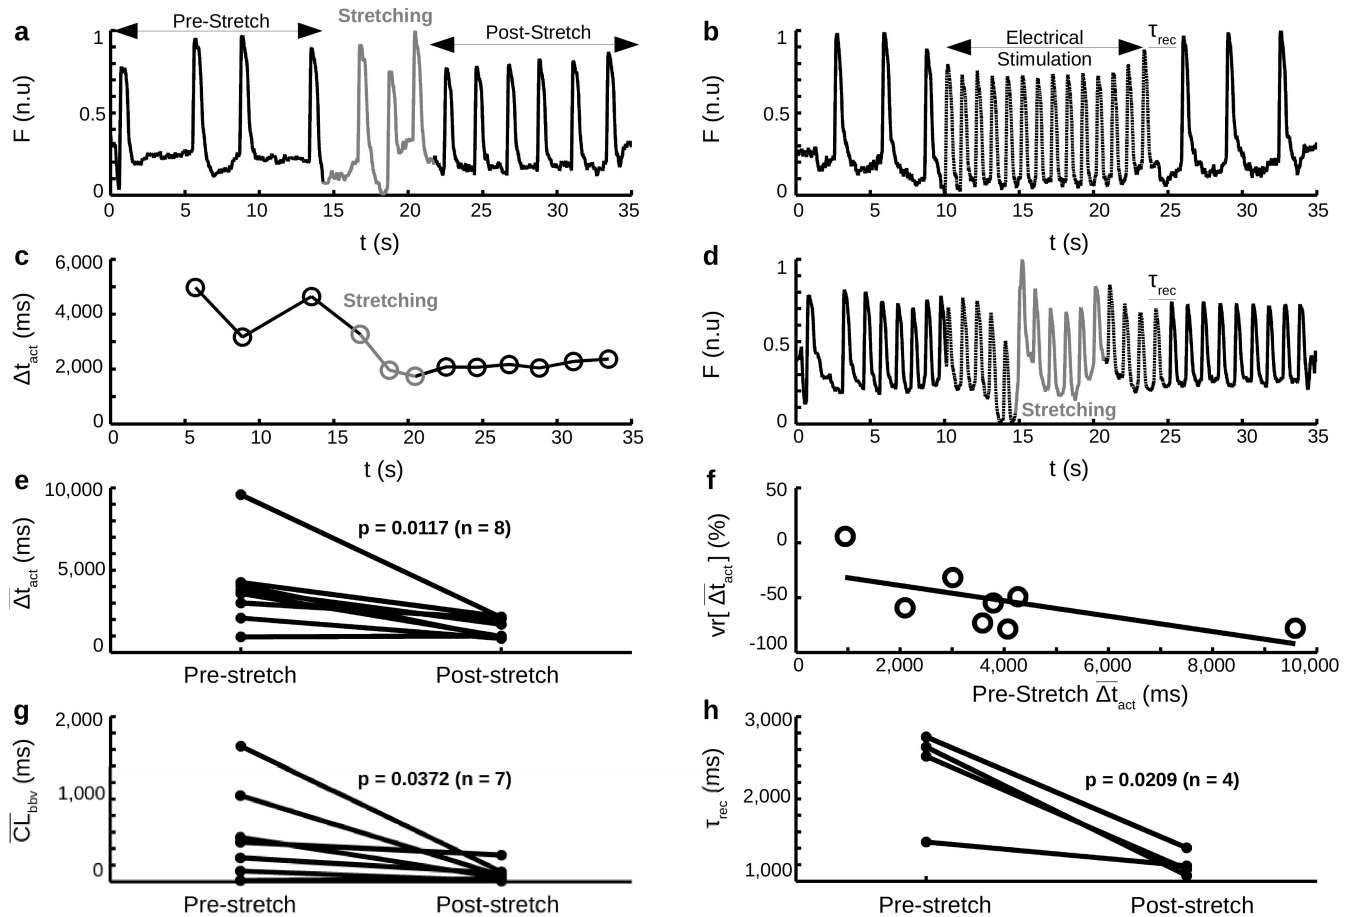 a
Pre-Stretch
Stretching
Post-Stretch
F (n.u)
1
0.5
0
0 5 10 15 20 25 30 35
t (s)
b
Electrical
Stimulation
τrec
F (n.u)
1
0.5
0
0 5 10 15 20 25 30 35
t (s)
c
Δtact (ms)
6,000
4,000
2,000
0
Stretching
0 5 10 15 20 25 30 35
t (s)
d
τrec
F (n.u)
1
0.5
0
Stretching
0 5 10 15 20 25 30 35
t (s)
e
Δ̅tact (ms)
10,000
5,000
0
p = 0.0117 (n = 8)
Pre-stretch Post-stretch
f
vr[ Δ̅tact] (%)
50
0
-50
-100
0 2,000 4,000 6,000 8,000 10,000
Pre-Stretch Δ̅t̅act (ms)
g
C̅L̅bbv (ms)
2,000
1,000
0
p = 0.0372 (n = 7)
Pre-stretch Post-stretch
h
τrec (ms)
3,000
2,000
1,000
p = 0.0209 (n = 4)
Pre-stretch Post-stretch